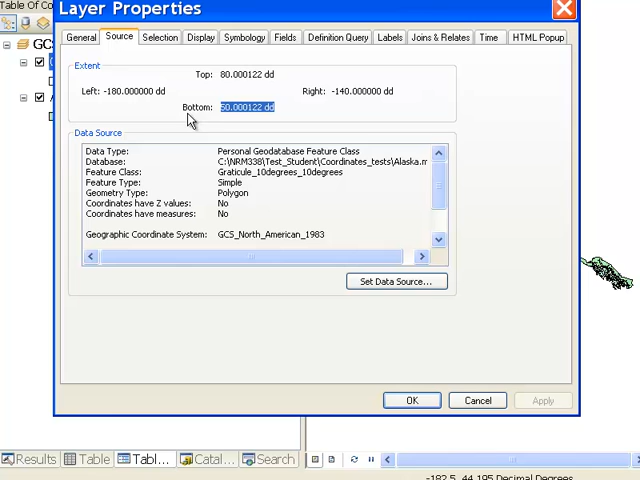 Table Of Co
Layer Properties
General Source Selection Display Symbology Fields Definition Query Labels Joins & Relates Time HTML Popup
GCS
Extent
Top: 80.000122 dd
Left: -180.000000 dd Right: -140.000000 dd
Bottom: 50.000122 dd
Data Source
Data Type: Personal Geodatabase Feature Class
Database: C:\NRM338\Test_Student\Coordinates_tests\Alaska.m
Feature Class: Graticule_10degrees_10degrees
Feature Type: Simple
Geometry Type: Polygon
Coordinates have Z values: No
Coordinates have measures: No
Geographic Coordinate System: GCS_North_American_1983
Set Data Source...
OK Cancel Apply
Results Table Tabl... Catal... Search
-182.5 44.195 Decimal Degrees